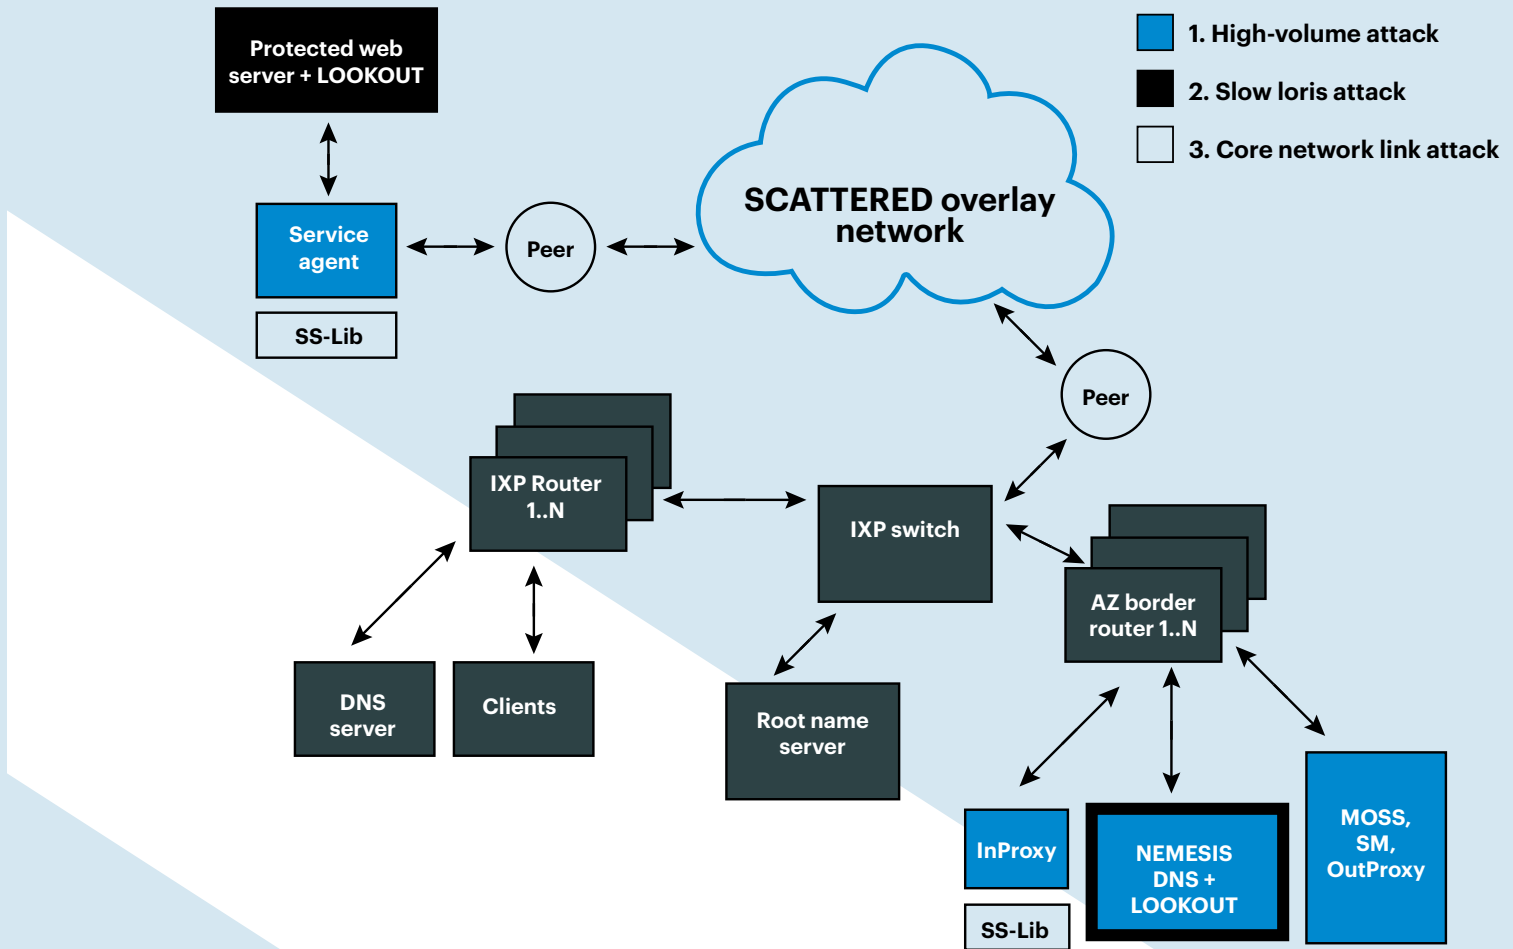 Protected web
server + LOOKOUT
1. High-volume attack
2. Slow loris attack
3. Core network link attack
SCATTERED overlay
network
Service
agent
Peer
SS-Lib
Peer
IXP Router
1..N
IXP switch
AZ border
router 1..N
DNS
server
Clients
Root name
server
InProxy
SS-Lib
NEMESIS
DNS +
LOOKOUT
MOSS,
SM,
OutProxy